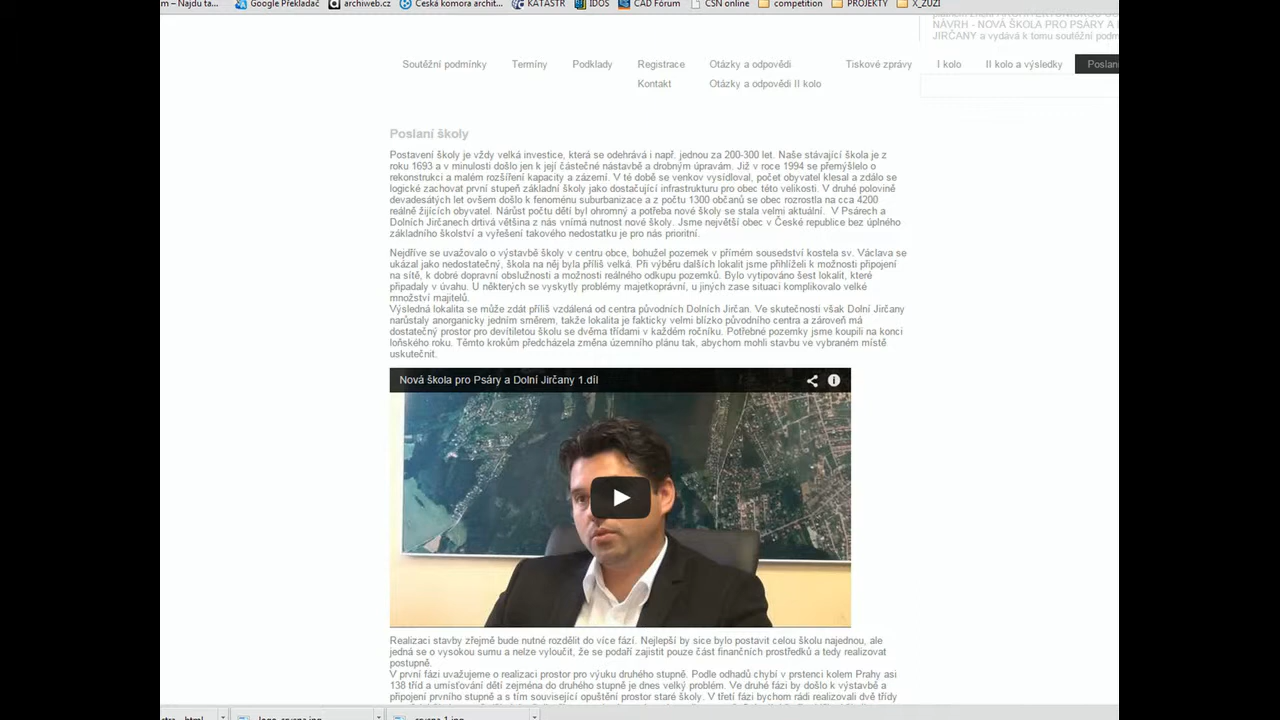 m – Najdu ta... Google Překladač archiweb.cz Česká komora archit... KATASTR IDOS CAD Fórum ČSN online competition PROJEKTY X_ZUZI
NÁVRH - NOVÁ ŠKOLA PRO PSÁRY A
JIRČANY a vydává k tomu soutěžní podm
Soutěžní podmínky Termíny Podklady Registrace Otázky a odpovědi Tiskové zprávy I kolo II kolo a výsledky Poslaní
Kontakt Otázky a odpovědi II kolo
Poslaní školy
Postavení školy je vždy velká investice, která se odehrává i např. jednou za 200-300 let. Naše stávající škola je z
roku 1693 a v minulosti došlo jen k její částečné nástavbě a drobným úpravám. Již v roce 1994 se přemýšlelo o
rekonstrukci a malém rozšíření kapacity a zázemí. V té době se venkov vysídloval, počet obyvatel klesal a zdálo se
logické zachovat první stupeň základní školy jako dostačující infrastrukturu pro obec této velikosti. V druhé polovině
devadesátých let ovšem došlo k fenoménu suburbanizace a z počtu 1300 občanů se obec rozrostla na cca 4200
reálně žijících obyvatel. Nárůst počtu dětí byl ohromný a potřeba nové školy se stala velmi aktuální. V Psárech a
Dolních Jirčanech drtivá většina z nás vnímá nutnost nové školy. Jsme největší obec v České republice bez úplného
základního školství a vyřešení takového nedostatku je pro nás prioritní.
Nejdříve se uvažovalo o výstavbě školy v centru obce, bohužel pozemek v přímém sousedství kostela sv. Václava se
ukázal jako nedostatečný, škola na něj byla příliš velká. Při výběru dalších lokalit jsme přihlíželi k možnosti připojení
na sítě, k dobré dopravní obslužnosti a možnosti reálného odkupu pozemků. Bylo vytipováno šest lokalit, které
připadaly v úvahu. U některých se vyskytly problémy majetkoprávní, u jiných zase situaci komplikovalo velké
množství majitelů.
Výsledná lokalita se může zdát příliš vzdálená od centra původních Dolních Jirčan. Ve skutečnosti však Dolní Jirčany
narůstaly anorganicky jedním směrem, takže lokalita je fakticky velmi blízko původního centra a zároveň má
dostatečný prostor pro devítiletou školu se dvěma třídami v každém ročníku. Potřebné pozemky jsme koupili na konci
loňského roku. Těmto krokům předcházela změna územního plánu tak, abychom mohli stavbu ve vybraném místě
uskutečnit.
Nová škola pro Psáry a Dolní Jirčany 1.díl
Realizaci stavby zřejmě bude nutné rozdělit do více fází. Nejlepší by sice bylo postavit celou školu najednou, ale
jedná se o vysokou sumu a nelze vyloučit, že se podaří zajistit pouze část finančních prostředků a tedy realizovat
postupně.
V první fázi uvažujeme o realizaci prostor pro výuku druhého stupně. Podle odhadů chybí v prstenci kolem Prahy asi
138 tříd a umísťování dětí zejména do druhého stupně je dnes velký problém. Ve druhé fázi by došlo k výstavbě a
připojení prvního stupně a s tím související opuštění prostor staré školy. V třetí fázi bychom rádi realizovali dvě třídy